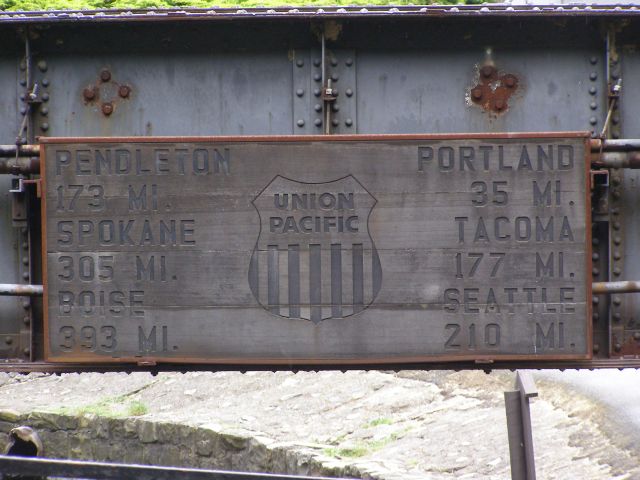 PENDLETON
173 MI.
SPOKANE
305 MI.
BOISE
393 MI.
UNION
PACIFIC
PORTLAND
35 MI.
TACOMA
177 MI.
SEATTLE
210 MI.